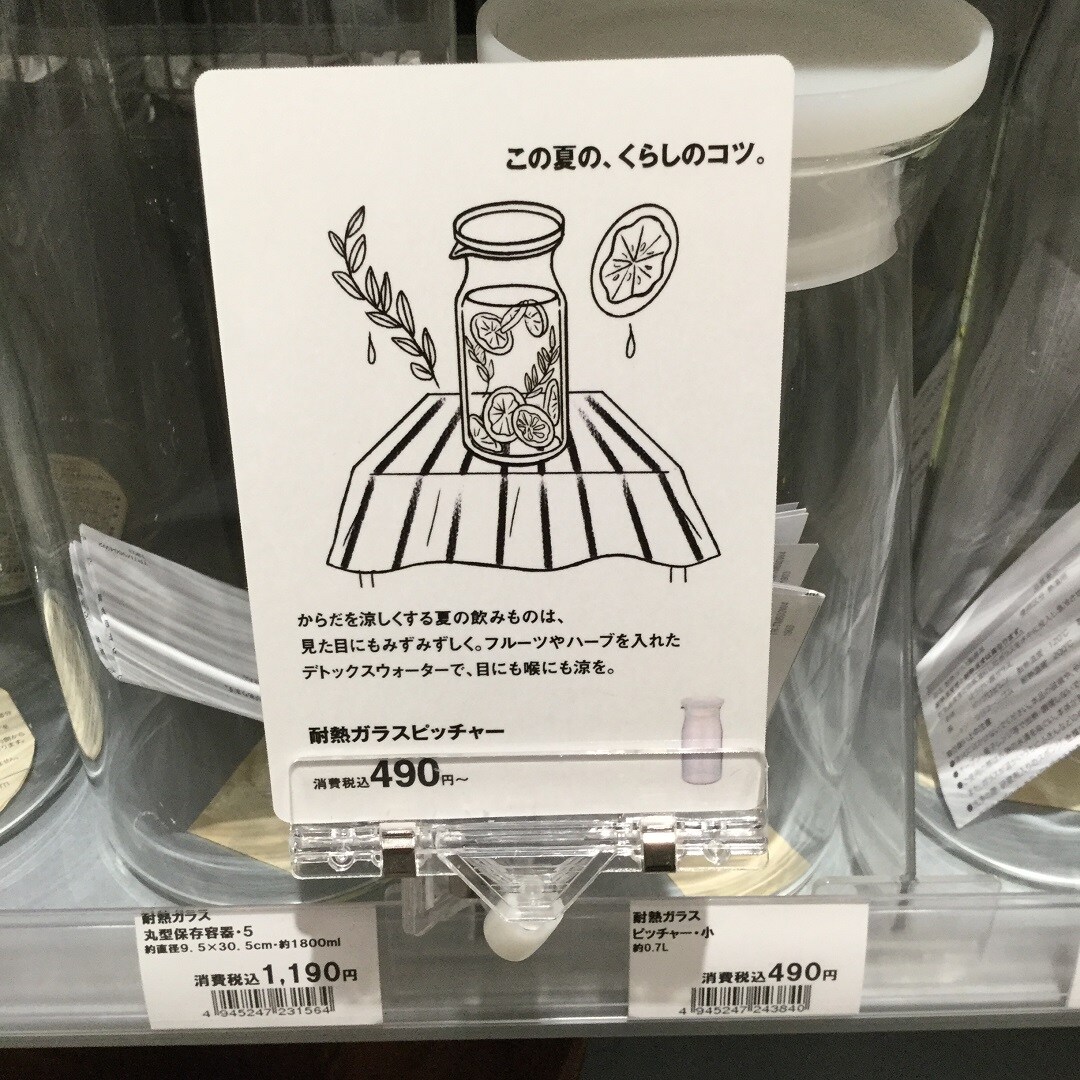 この夏の、くらしのコツ。
からだを涼しくする夏の飲みものは、
見た目にもみずみずしく。フルーツやハーブを入れた
デトックスウォーターで、目にも喉にも涼を。
耐熱ガラスピッチャー
消費税込490円～
耐熱ガラス
丸型保存容器・5
約直径9.5×30.5cm・約1800ml
消費税込1,190円
4 945247 231564
耐熱ガラス
ピッチャー・小
約0.7L
消費税込490円
4 945247 243840